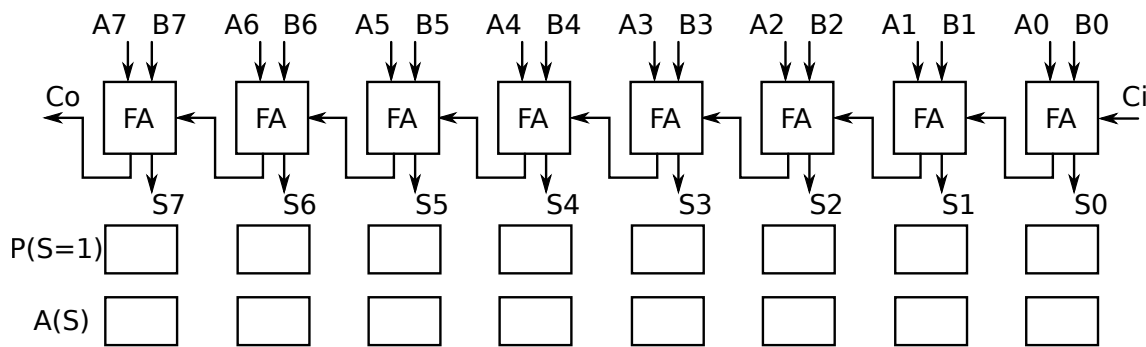 A7 B7 A6 B6 A5 B5 A4 B4 A3 B3 A2 B2 A1 B1 A0 B0
Co FA FA FA FA FA FA FA FA Ci
S7 S6 S5 S4 S3 S2 S1 S0
P(S=1)
A(S)